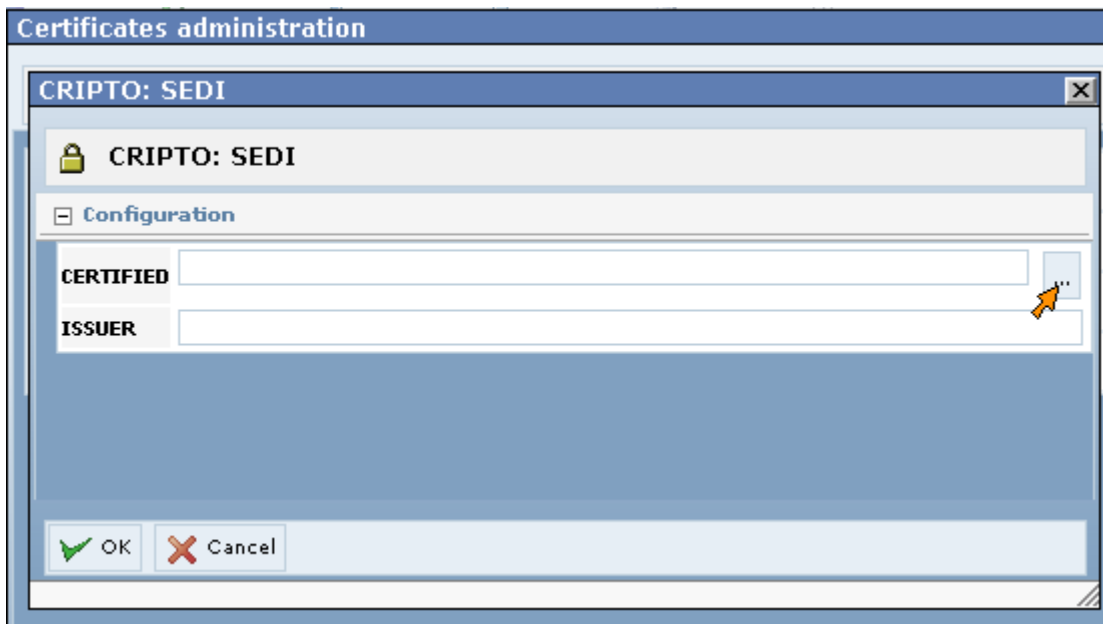 Certificates administration
CRIPTO: SEDI
CRIPTO: SEDI
Configuration
CERTIFIED
...
ISSUER
OK
Cancel